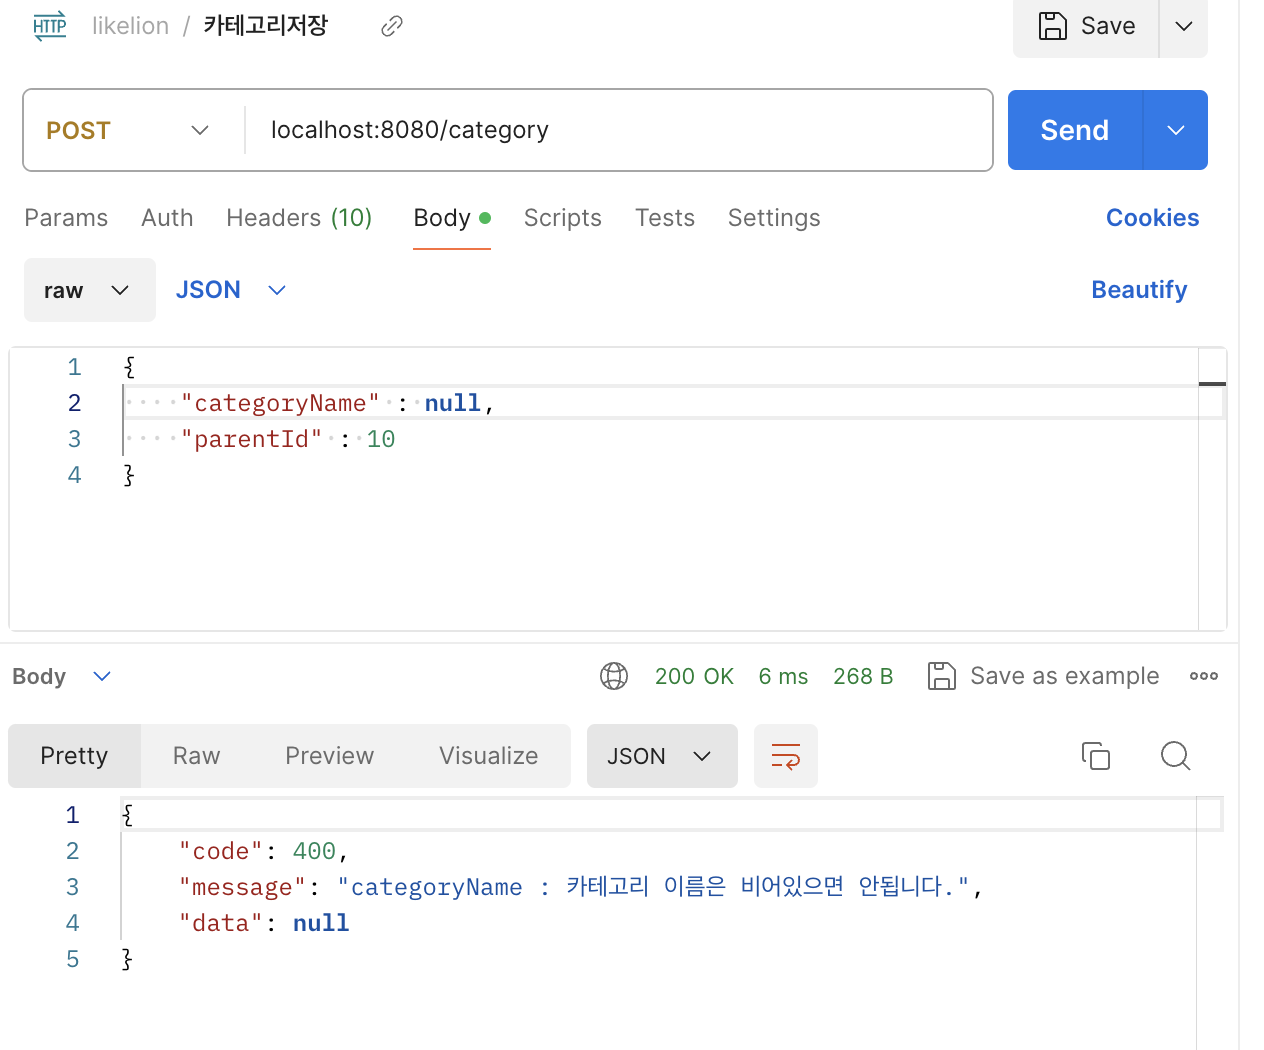 HTTP likelion / 카테고리저장 Save
POST localhost:8080/category Send
Params Auth Headers (10) Body Scripts Tests Settings Cookies
raw JSON Beautify
1 {
2 "categoryName" : null,
3 "parentId" : 10
4 }
Body 200 OK 6 ms 268 B Save as example
Pretty Raw Preview Visualize JSON
1 {
2 "code": 400,
3 "message": "categoryName : 카테고리 이름은 비어있으면 안됩니다.",
4 "data": null
5 }